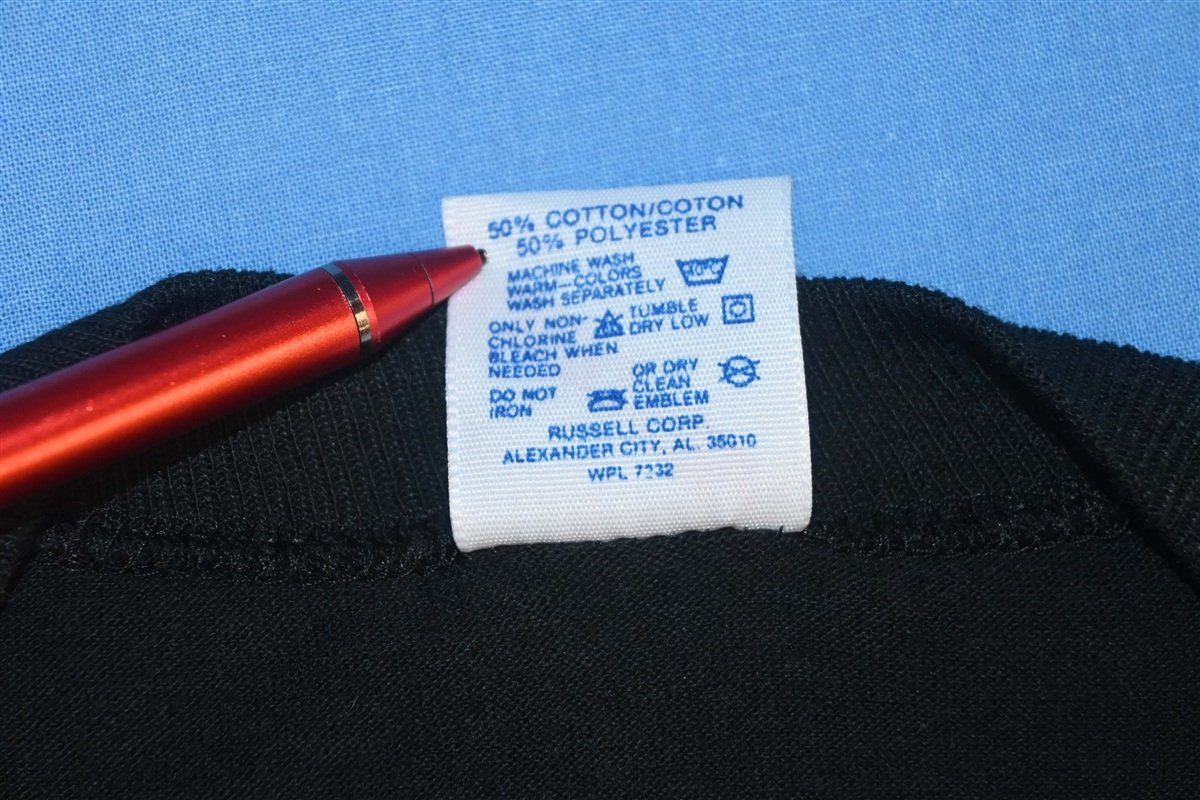 50% COTTON/COTON
50% POLYESTER
MACHINE WASH
WARM-COLORS
WASH SEPARATELY
40°C
ONLY NON-
CHLORINE
BLEACH WHEN
NEEDED
TUMBLE
DRY LOW
DO NOT
IRON
OR DRY
CLEAN
EMBLEM
RUSSELL CORP.
ALEXANDER CITY, AL. 35010
WPL 7232